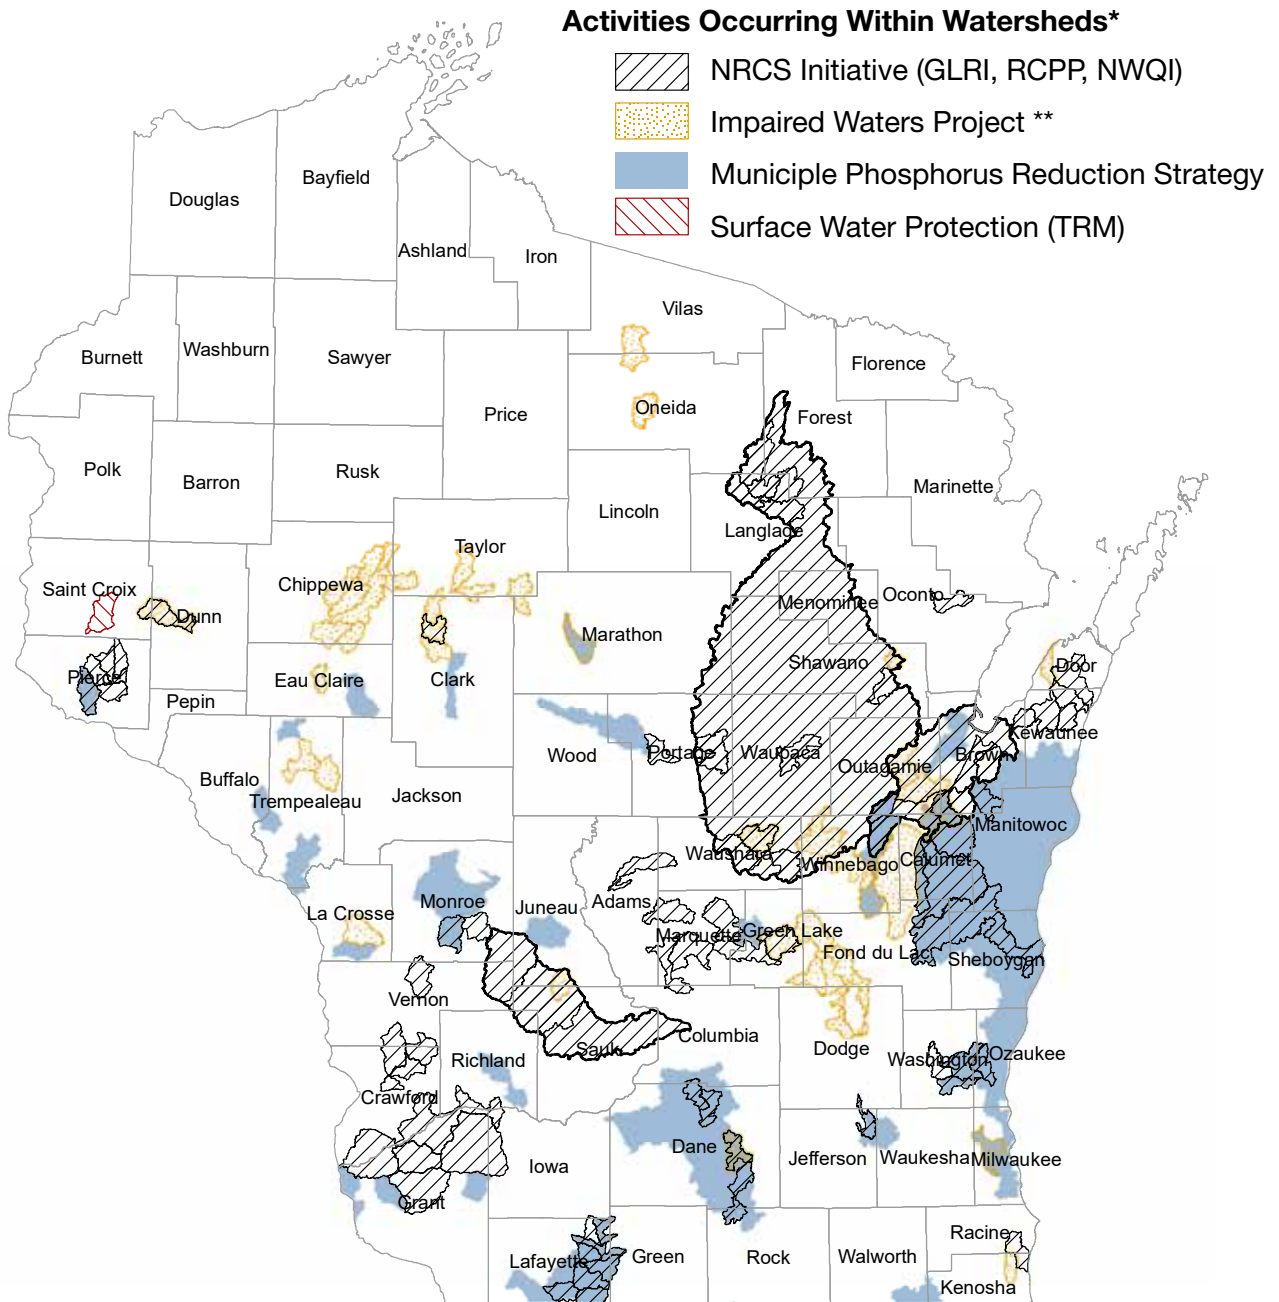 Activities Occurring Within Watersheds*
NRCS Initiative (GLRI, RCPP, NWQI)
Impaired Waters Project **
Municiple Phosphorus Reduction Strategy
Surface Water Protection (TRM)
Douglas
Bayfield
Ashland
Iron
Vilas
Burnett
Washburn
Sawyer
Florence
Price
Oneida
Forest
Polk
Barron
Rusk
Marinette
Lincoln
Langlade
Taylor
Saint Croix
Chippewa
Dunn
Menominee
Oconto
Marathon
Shawano
Door
Pierce
Eau Claire
Clark
Pepin
Kewaunee
Wood
Portage
Waupaca
Outagamie
Brown
Buffalo
Trempealeau
Jackson
Manitowoc
Waushara
Winnebago
Calumet
La Crosse
Monroe
Juneau
Adams
Marquette
Green Lake
Fond du Lac
Sheboygan
Vernon
Columbia
Sauk
Dodge
Richland
Washington
Ozaukee
Crawford
Dane
Iowa
Jefferson
Waukesha
Milwaukee
Grant
Racine
Lafayette
Green
Rock
Walworth
Kenosha